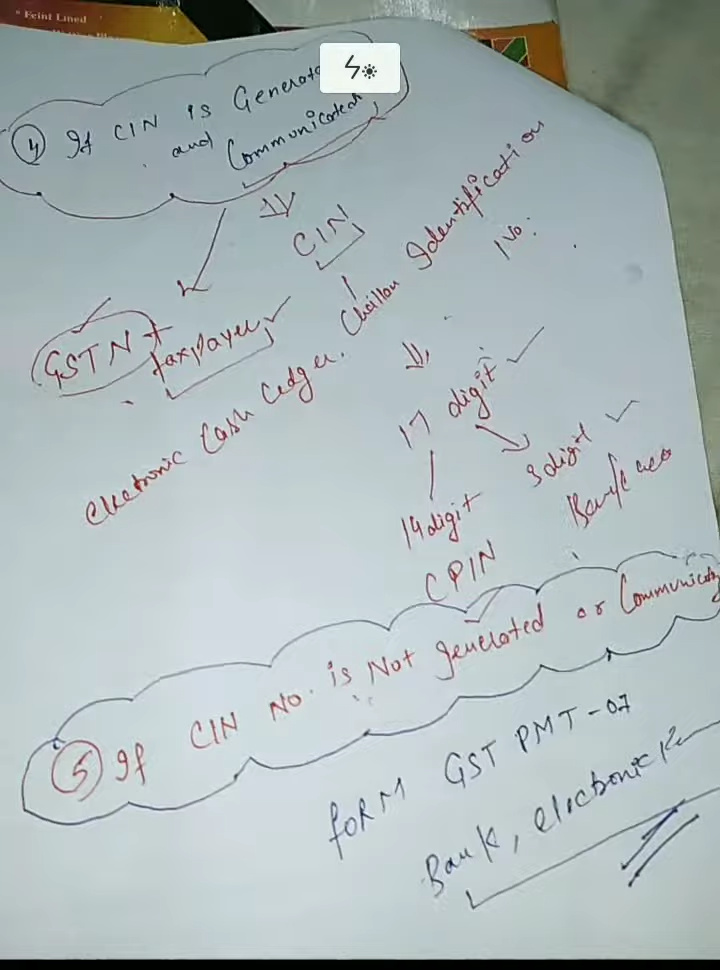 Feint Lined
4 If CIN is Generated
and Communicated,
CIN
GSTN + taxpayer
Challan Identification
No:
electronic Cash Ledger.
17 digit
14 digit
CPIN
3 digit
Bank
5 If CIN No. is Not generated or Communicated
FORM GST PMT-07
Bank, electronic